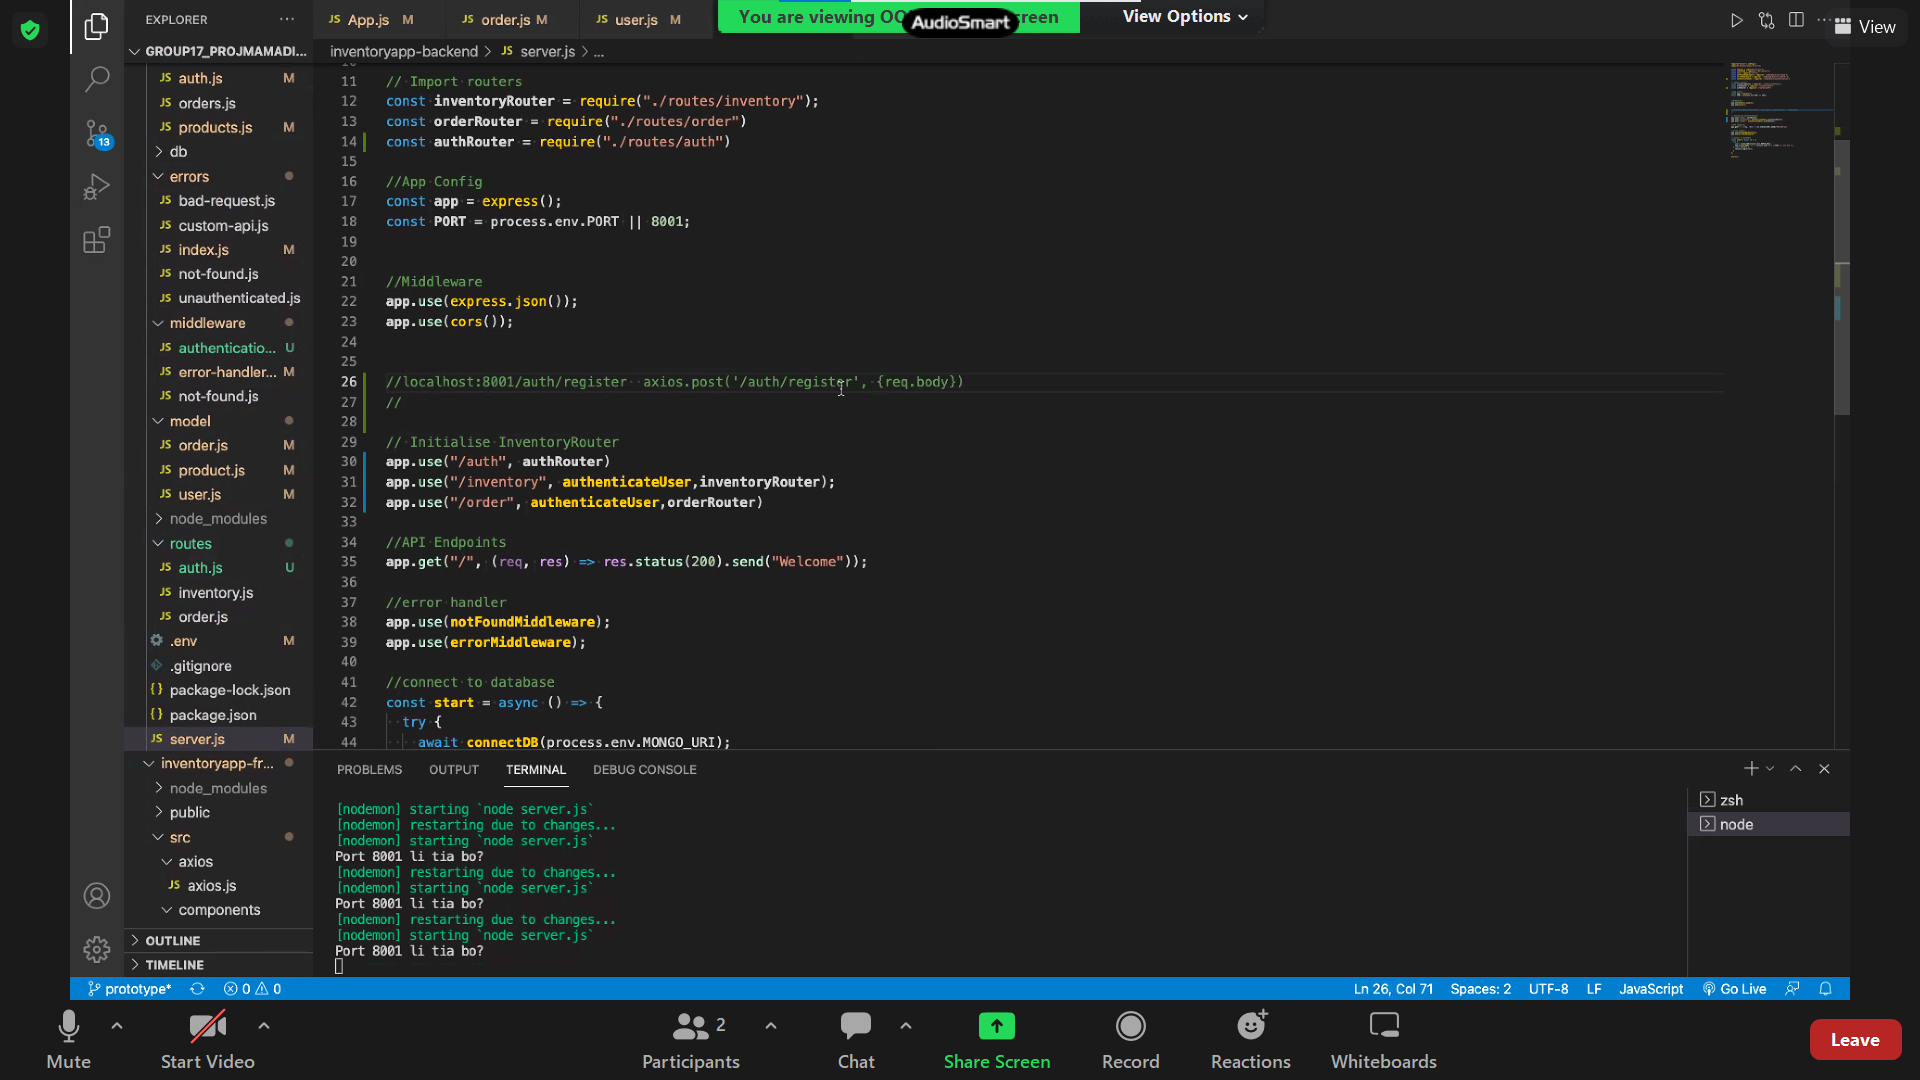 EXPLORER
App.js M
order.js M
user.js M
You are viewing OO
AudioSmart
reen
View Options
View
GROUP17_PROJMAMADI...
inventoryapp-backend > JS server.js > ...
JS auth.js M
JS orders.js
JS products.js M
db
errors
JS bad-request.js
JS custom-api.js
JS index.js M
JS not-found.js
JS unauthenticated.js
middleware
JS authenticatio... U
JS error-handler... M
JS not-found.js
model
JS order.js M
JS product.js M
JS user.js M
node_modules
routes
JS auth.js U
JS inventory.js
JS order.js
.env M
.gitignore
{} package-lock.json
{} package.json
JS server.js M
inventoryapp-fr...
node_modules
public
src
axios
JS axios.js
components
OUTLINE
TIMELINE
13
11 // Import routers
12 const inventoryRouter = require("./routes/inventory");
13 const orderRouter = require("./routes/order")
14 const authRouter = require("./routes/auth")
15
16 //App Config
17 const app = express();
18 const PORT = process.env.PORT || 8001;
19
20
21 //Middleware
22 app.use(express.json());
23 app.use(cors());
24
25
26 //localhost:8001/auth/register axios.post('/auth/register', {req.body})
27 //
28
29 // Initialise InventoryRouter
30 app.use("/auth", authRouter)
31 app.use("/inventory", authenticateUser,inventoryRouter);
32 app.use("/order", authenticateUser,orderRouter)
33
34 //API Endpoints
35 app.get("/", (req, res) => res.status(200).send("Welcome"));
36
37 //error handler
38 app.use(notFoundMiddleware);
39 app.use(errorMiddleware);
40
41 //connect to database
42 const start = async () => {
43 try {
44 await connectDB(process.env.MONGO_URI);
PROBLEMS OUTPUT TERMINAL DEBUG CONSOLE
[nodemon] starting `node server.js`
[nodemon] restarting due to changes...
[nodemon] starting `node server.js`
Port 8001 li tia bo?
[nodemon] restarting due to changes...
[nodemon] starting `node server.js`
Port 8001 li tia bo?
[nodemon] restarting due to changes...
[nodemon] starting `node server.js`
Port 8001 li tia bo?
zsh
node
prototype* 0 0
Ln 26, Col 71 Spaces: 2 UTF-8 LF JavaScript Go Live
Mute
Start Video
Participants 2
Chat
Share Screen
Record
Reactions
Whiteboards
Leave